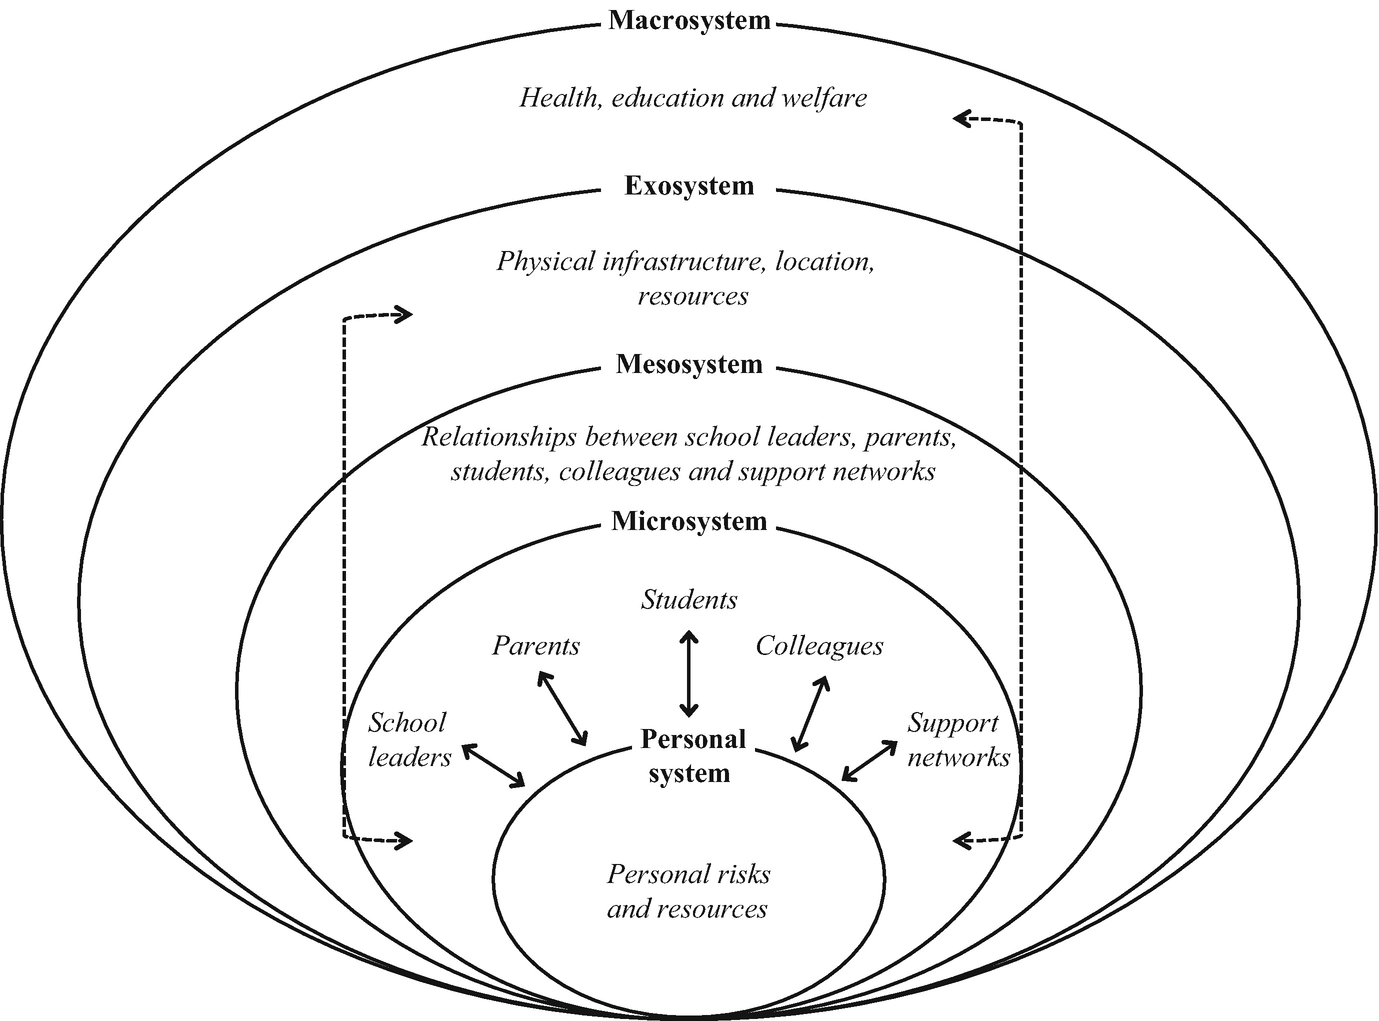 Macrosystem
Health, education and welfare
Exosystem
Physical infrastructure, location,
resources
Mesosystem
Relationships between school leaders, parents,
students, colleagues and support networks
Microsystem
Students
Parents
Colleagues
School
leaders
Support
networks
Personal
system
Personal risks
and resources